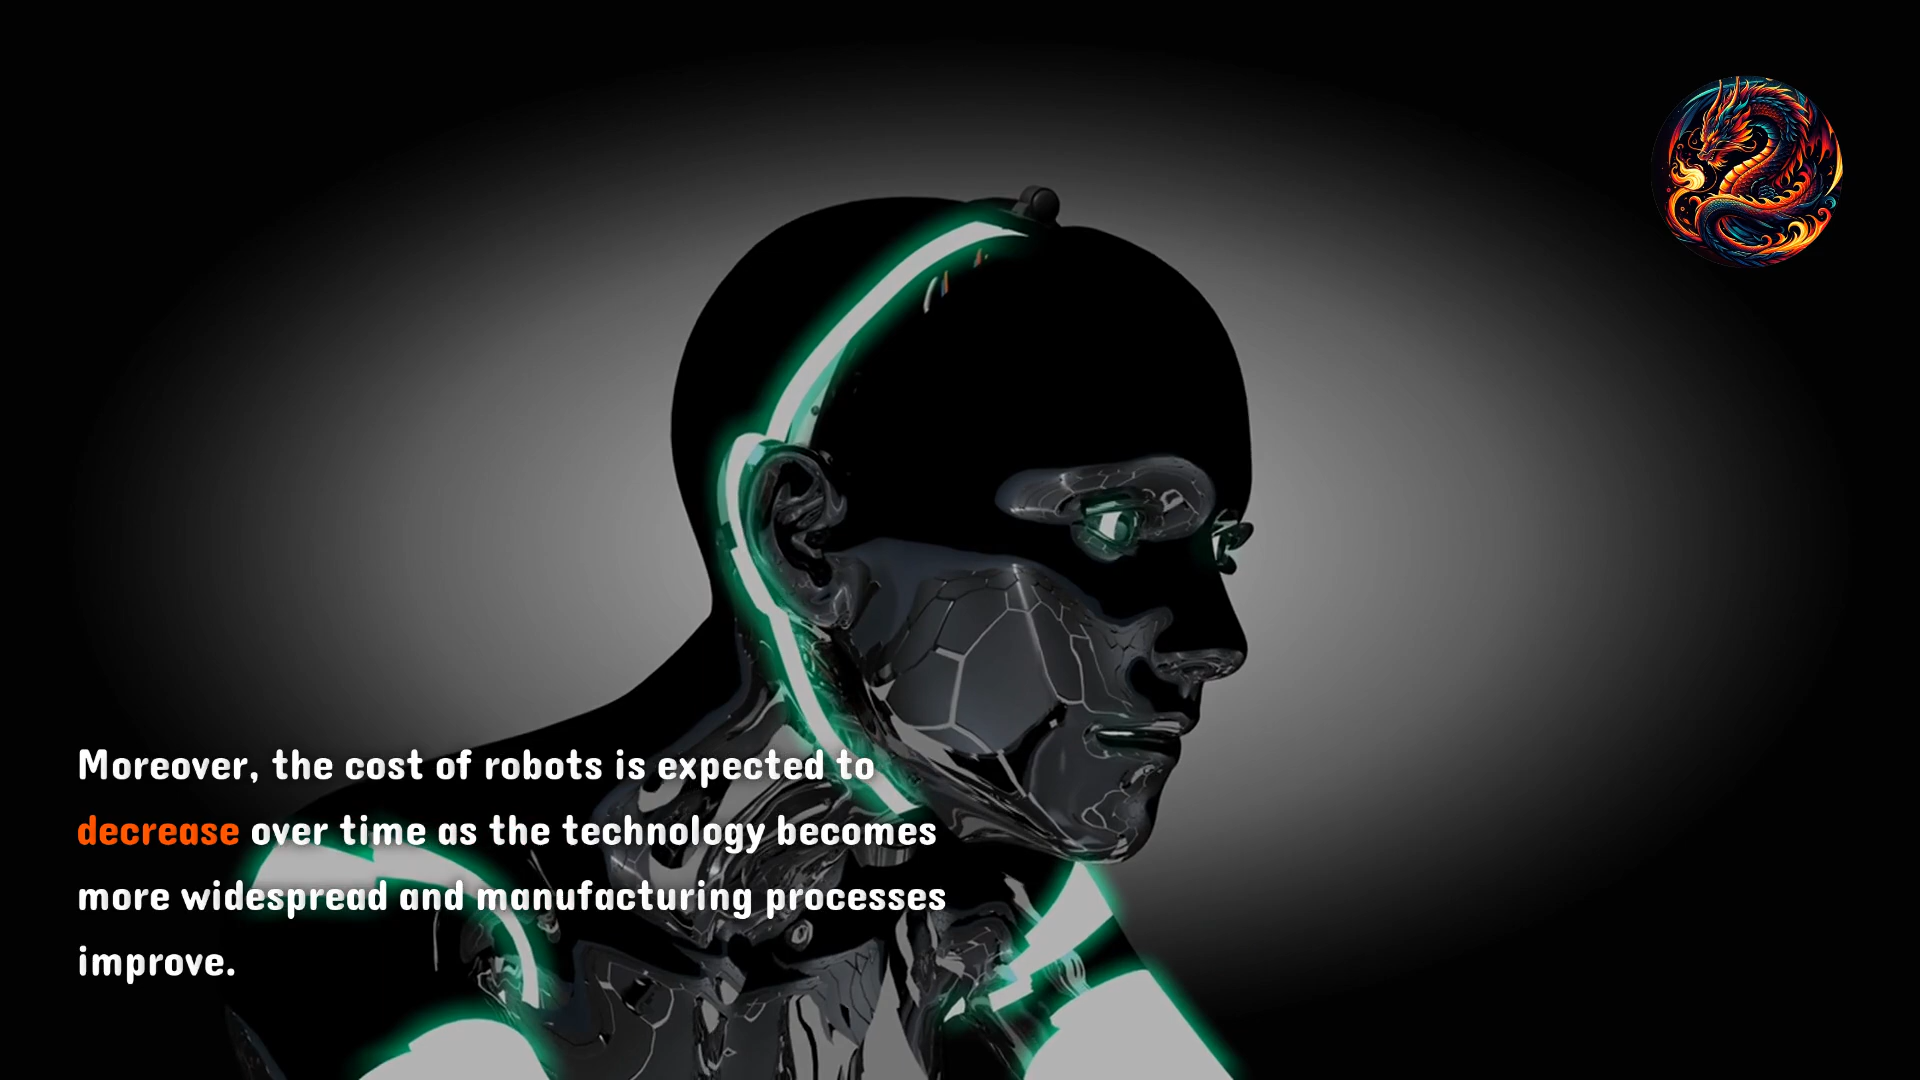 Moreover, the cost of robots is expected to
decrease over time as the technology becomes
more widespread and manufacturing processes
improve.